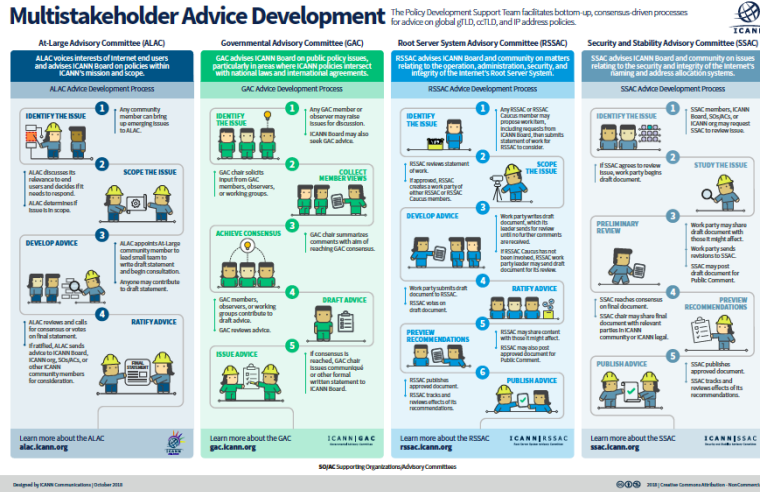 Multistakeholder Advice Development
The Policy Development Support Team facilitates bottom-up, consensus-driven processes
for advice on global gTLD, ccTLD, and IP address policies.
ICANN
At-Large Advisory Committee (ALAC)
ALAC voices interests of Internet end users
and advises ICANN Board on policies within
ICANN's mission and scope.
ALAC Advice Development Process
1
IDENTIFY THE ISSUE
Any community
member can bring
up emerging issues
to ALAC.
2
SCOPE THE ISSUE
ALAC discusses its
relevance to end
users and decides if it
needs to respond.
ALAC determines if
issue is in scope.
3
DEVELOP ADVICE
ALAC appoints At-Large
community member to
lead small team to
write draft statement
and begin consultation.
Anyone may contribute
to draft statement.
4
RATIFY ADVICE
ALAC reviews and calls
for consensus or votes
on final statement.
If ratified, ALAC sends
advice to ICANN Board,
ICANN org, SO/ACs, or
other ICANN
community members
for consideration.
FINAL
DOCUMENT
Learn more about the ALAC
alac.icann.org
Governmental Advisory Committee (GAC)
GAC advises ICANN Board on public policy issues,
particularly in areas where ICANN policies intersect
with national laws and international agreements.
GAC Advice Development Process
1
IDENTIFY
THE ISSUE
Any GAC member or
observer may raise
issues for discussion.
ICANN Board may also
seek GAC advice.
2
COLLECT
MEMBER VIEWS
GAC chair solicits
input from GAC
members, observers,
or working groups.
3
ACHIEVE CONSENSUS
GAC chair summarizes
comments with aim of
reaching GAC consensus.
4
DRAFT ADVICE
GAC members,
observers, or working
groups contribute to
draft advice.
GAC reviews advice.
5
ISSUE ADVICE
If consensus is
reached, GAC chair
issues communiqué
or other formal
written statement to
ICANN Board.
Learn more about the GAC
gac.icann.org
ICANN|GAC
Root Server System Advisory Committee (RSSAC)
RSSAC advises ICANN Board and community on matters
relating to the operation, administration, security, and
integrity of the Internet's Root Server System.
RSSAC Advice Development Process
1
IDENTIFY
THE ISSUE
Any RSSAC or RSSAC
Caucus member may
propose work item,
including requests from
ICANN Board, then submits
statement of work for
RSSAC to consider.
2
SCOPE
THE ISSUE
RSSAC reviews statement
of work.
If approved, RSSAC
creates a work party of
either RSSAC or RSSAC
Caucus members.
3
DEVELOP ADVICE
Work party writes draft
document, which its
leader sends for review
until no further comments
are received.
If RSSAC Caucus has not
been involved, RSSAC work
party leader may send draft
document for its review.
4
RATIFY ADVICE
Work party submits draft
document to RSSAC.
RSSAC votes on
draft document.
5
PREVIEW
RECOMMENDATIONS
RSSAC may share content
with those it might affect.
RSSAC may also post
approved document for
Public Comment.
6
PUBLISH ADVICE
RSSAC publishes
approved document.
RSSAC tracks and
reviews effects of its
recommendations.
Learn more about the RSSAC
rssac.icann.org
ICANN|RSSAC
Security and Stability Advisory Committee (SSAC)
SSAC advises ICANN Board and community on issues
relating to the security and integrity of the Internet's
naming and address allocation systems.
SSAC Advice Development Process
1
IDENTIFY THE ISSUE
SSAC members, ICANN
Board, SOs/ACs, or
ICANN org may request
SSAC to review issue.
2
STUDY THE ISSUE
If SSAC agrees to review
issue, work party begins
draft document.
3
PRELIMINARY
REVIEW
Work party may share
draft document with
those it might affect.
Work party sends
revisions to SSAC.
SSAC may post
draft document for
Public Comment.
4
PREVIEW
RECOMMENDATIONS
SSAC reaches consensus
on final document.
SSAC chair may share final
document with relevant
parties in ICANN
community or ICANN legal.
5
PUBLISH ADVICE
SSAC publishes
approved document.
SSAC tracks and
reviews effects of its
recommendations.
Learn more about the SSAC
ssac.icann.org
ICANN|SSAC
SO/AC Supporting Organizations/Advisory Committees
Designed by ICANN Communications | October 2018
2018 | Creative Commons Attribution - NonCommerci